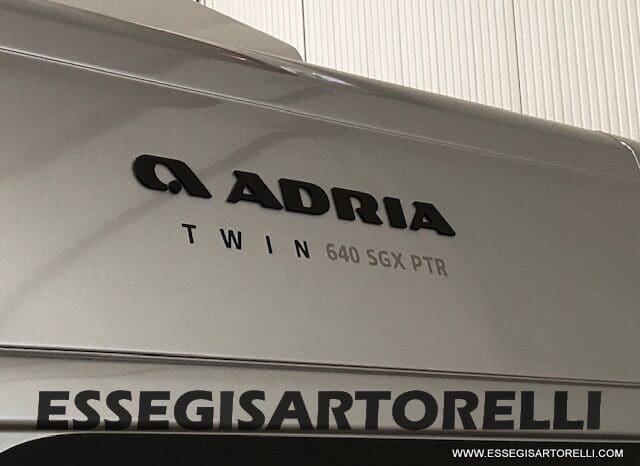 ADRIA
TWIN 640 SGX PTR
ESSEGISARTORELLI
WWW.ESSEGISARTORELLI.COM